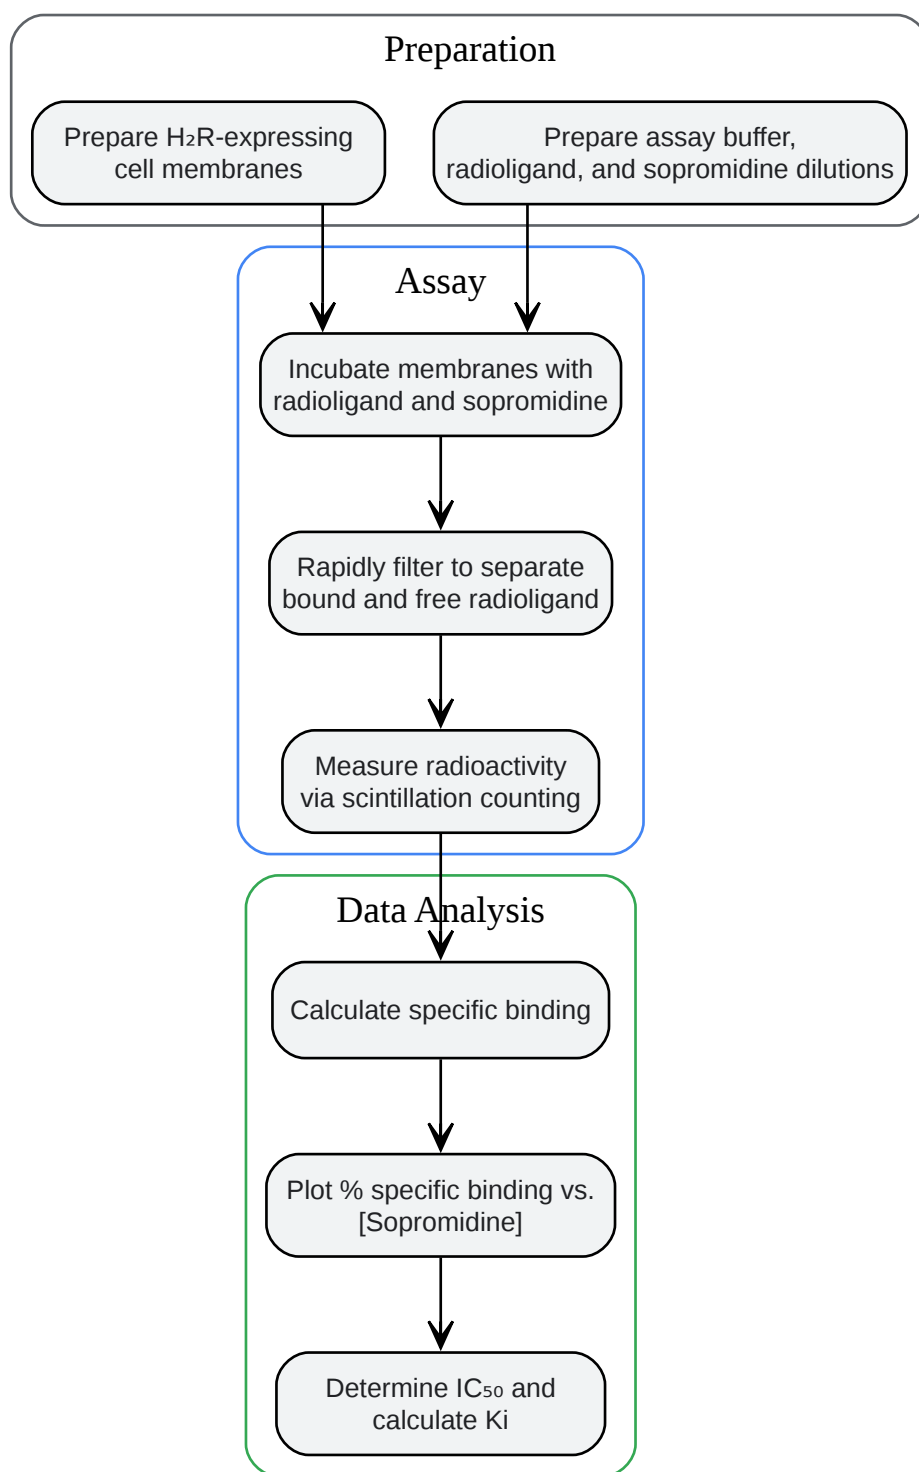 Preparation
Prepare H₂R-expressing
cell membranes
Prepare assay buffer,
radioligand, and sopromidine dilutions
Assay
Incubate membranes with
radioligand and sopromidine
Rapidly filter to separate
bound and free radioligand
Measure radioactivity
via scintillation counting
Data Analysis
Calculate specific binding
Plot % specific binding vs.
[Sopromidine]
Determine IC₅₀ and
calculate Ki